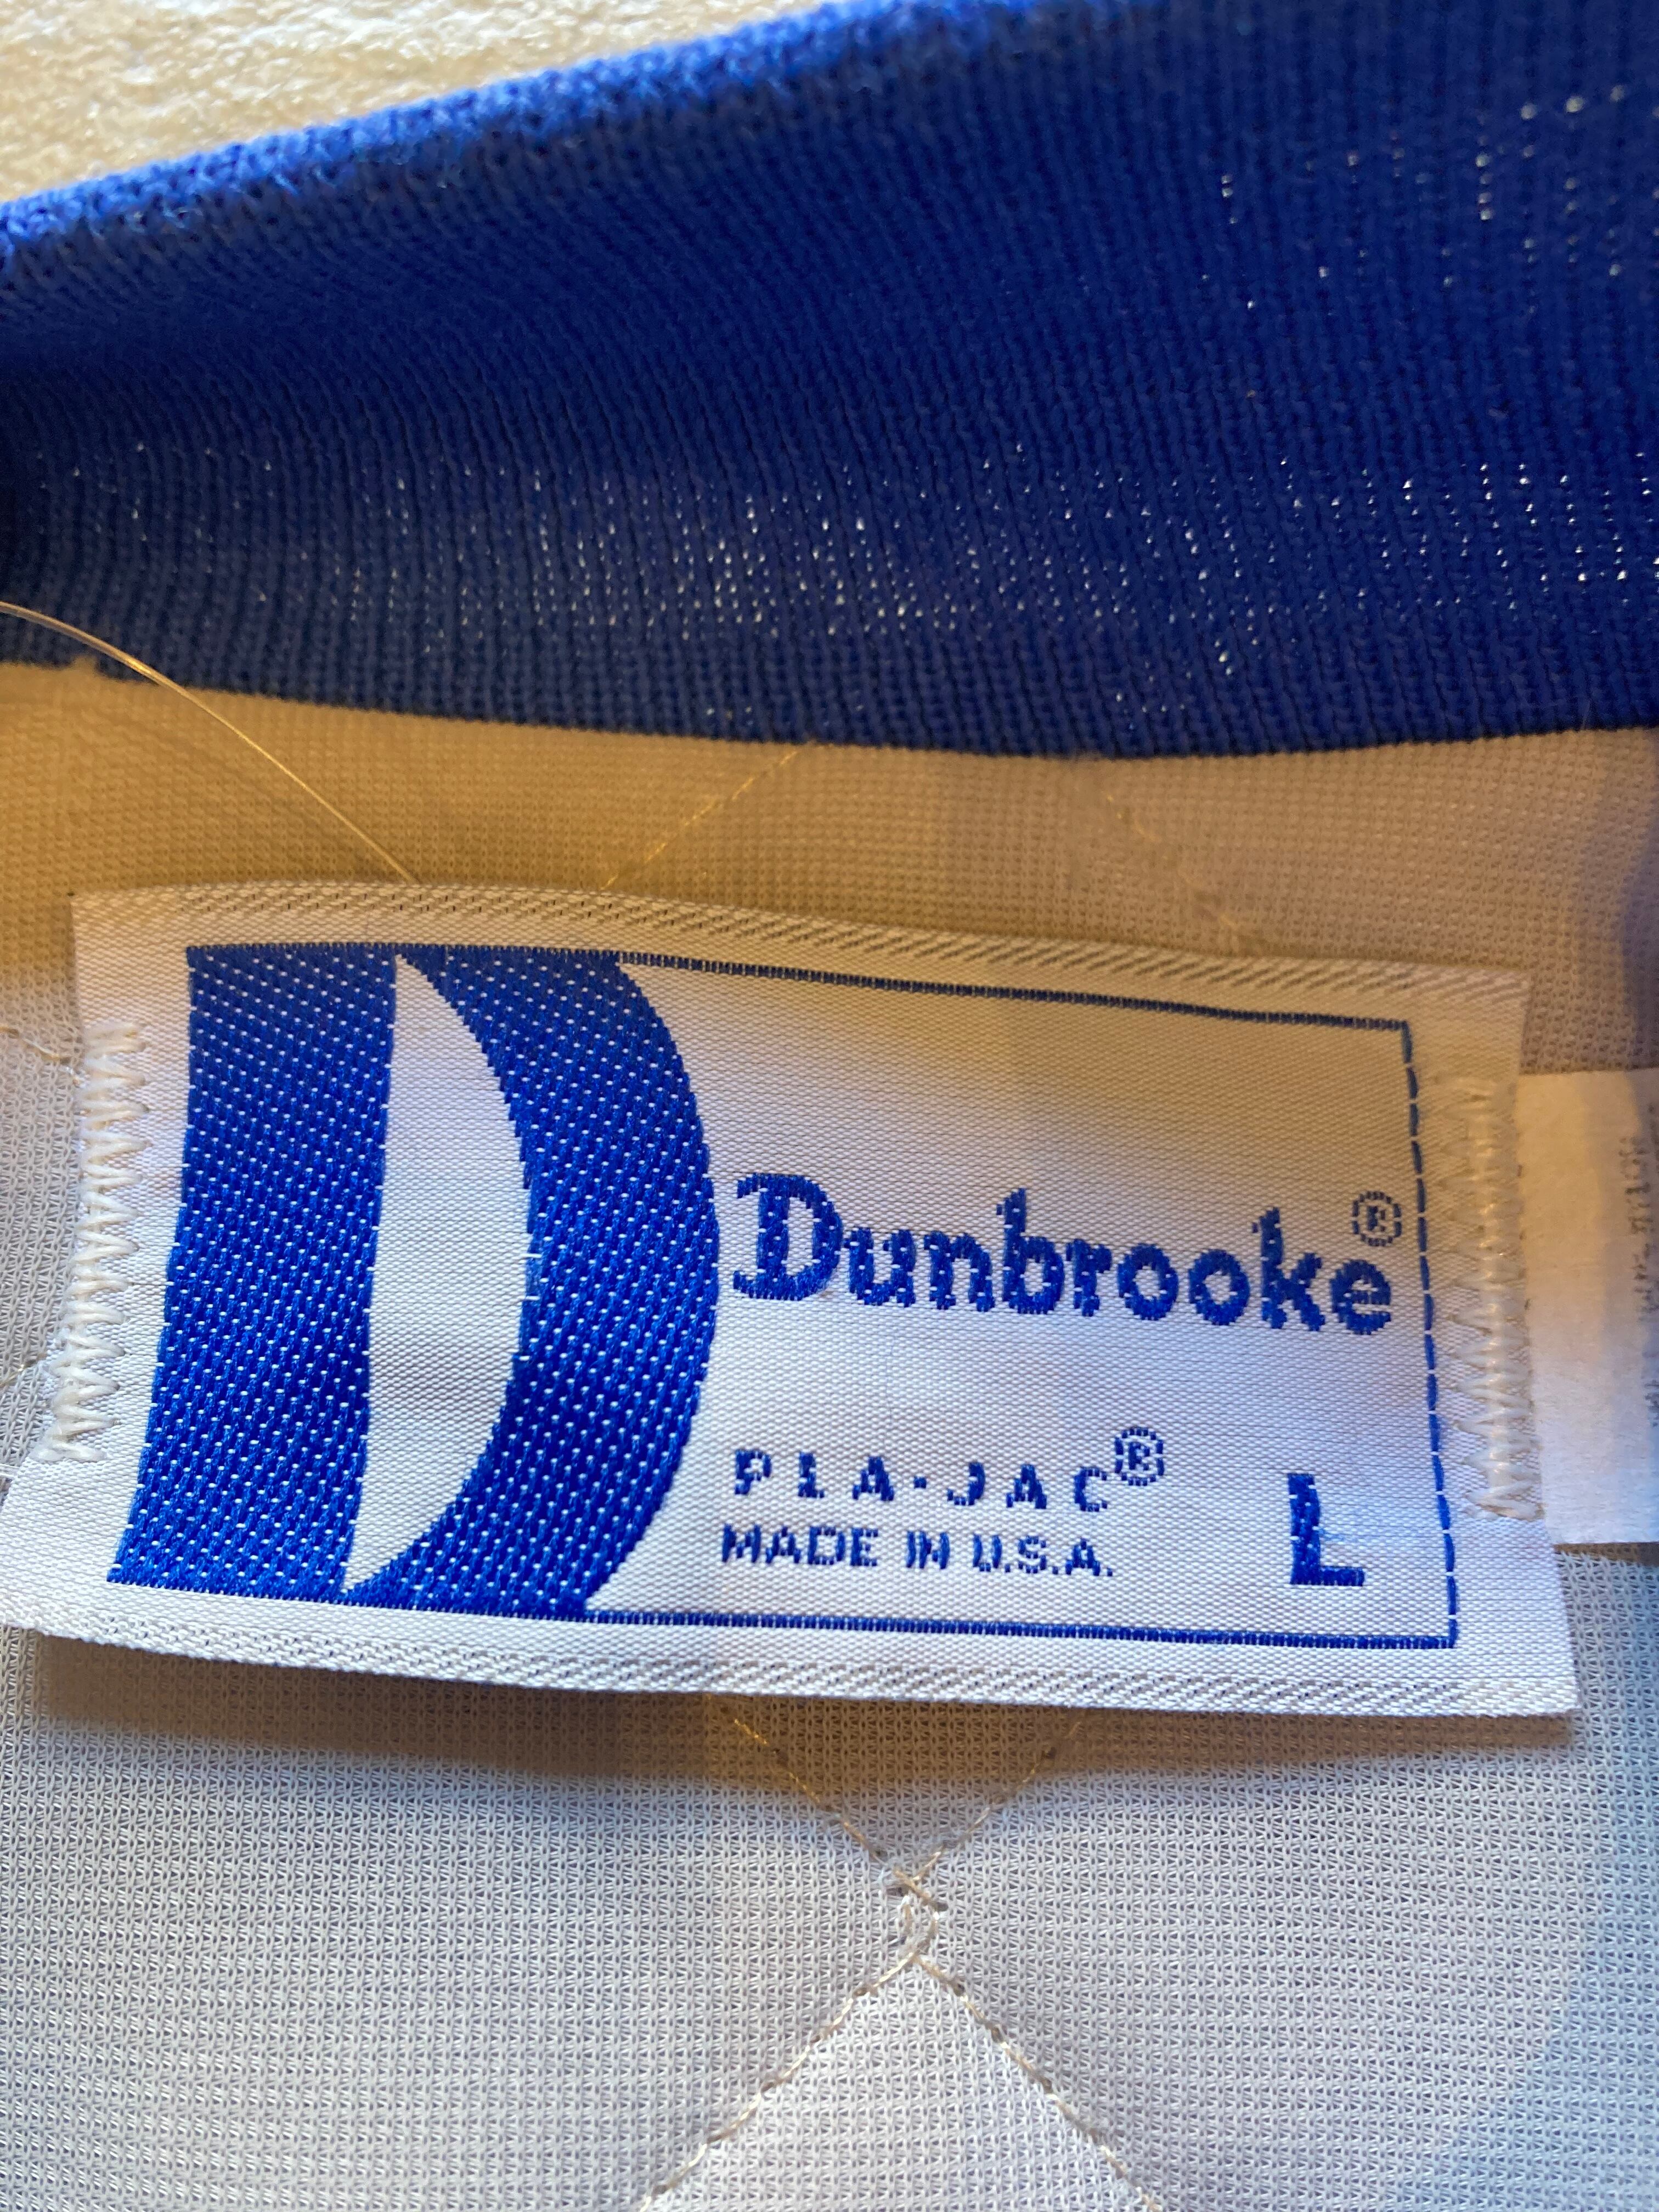 Dunbrooke®
PLA-JAC®
MADE IN U.S.A.
L